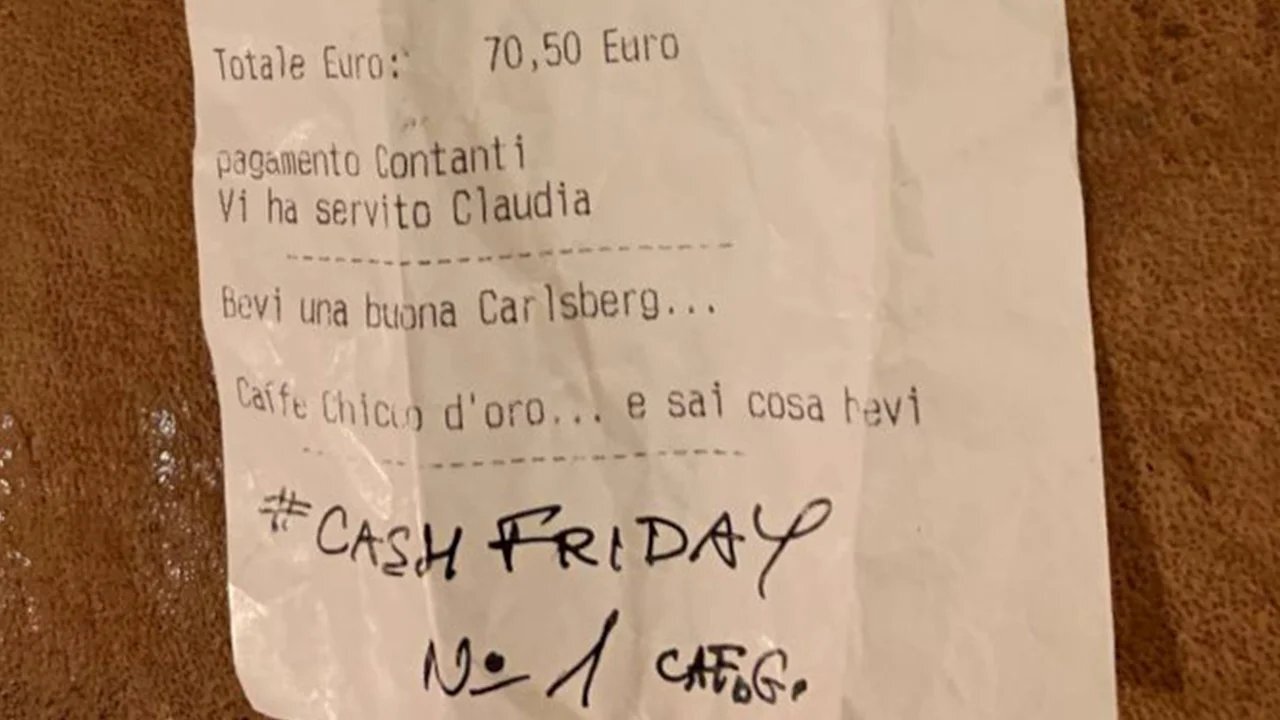 Totale Euro: 70,50 Euro
pagamento Contanti
Vi ha servito Claudia
Bevi una buona Carlsberg...
Caffe Chicco d'oro... e sai cosa bevi
#CASH FRIDAY
No 1